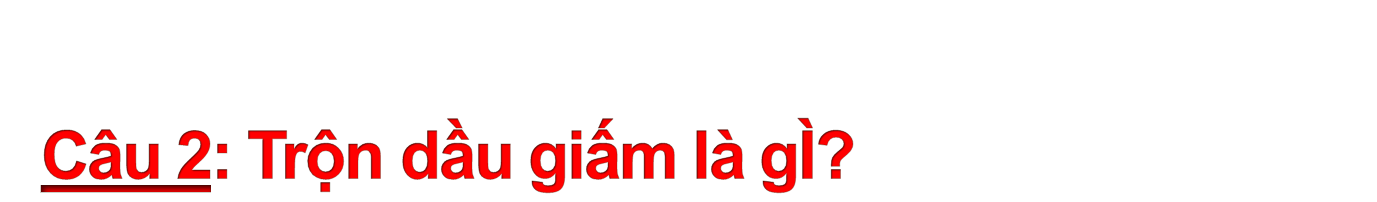 Câu 2: Trộn dầu giấm là gÌ?